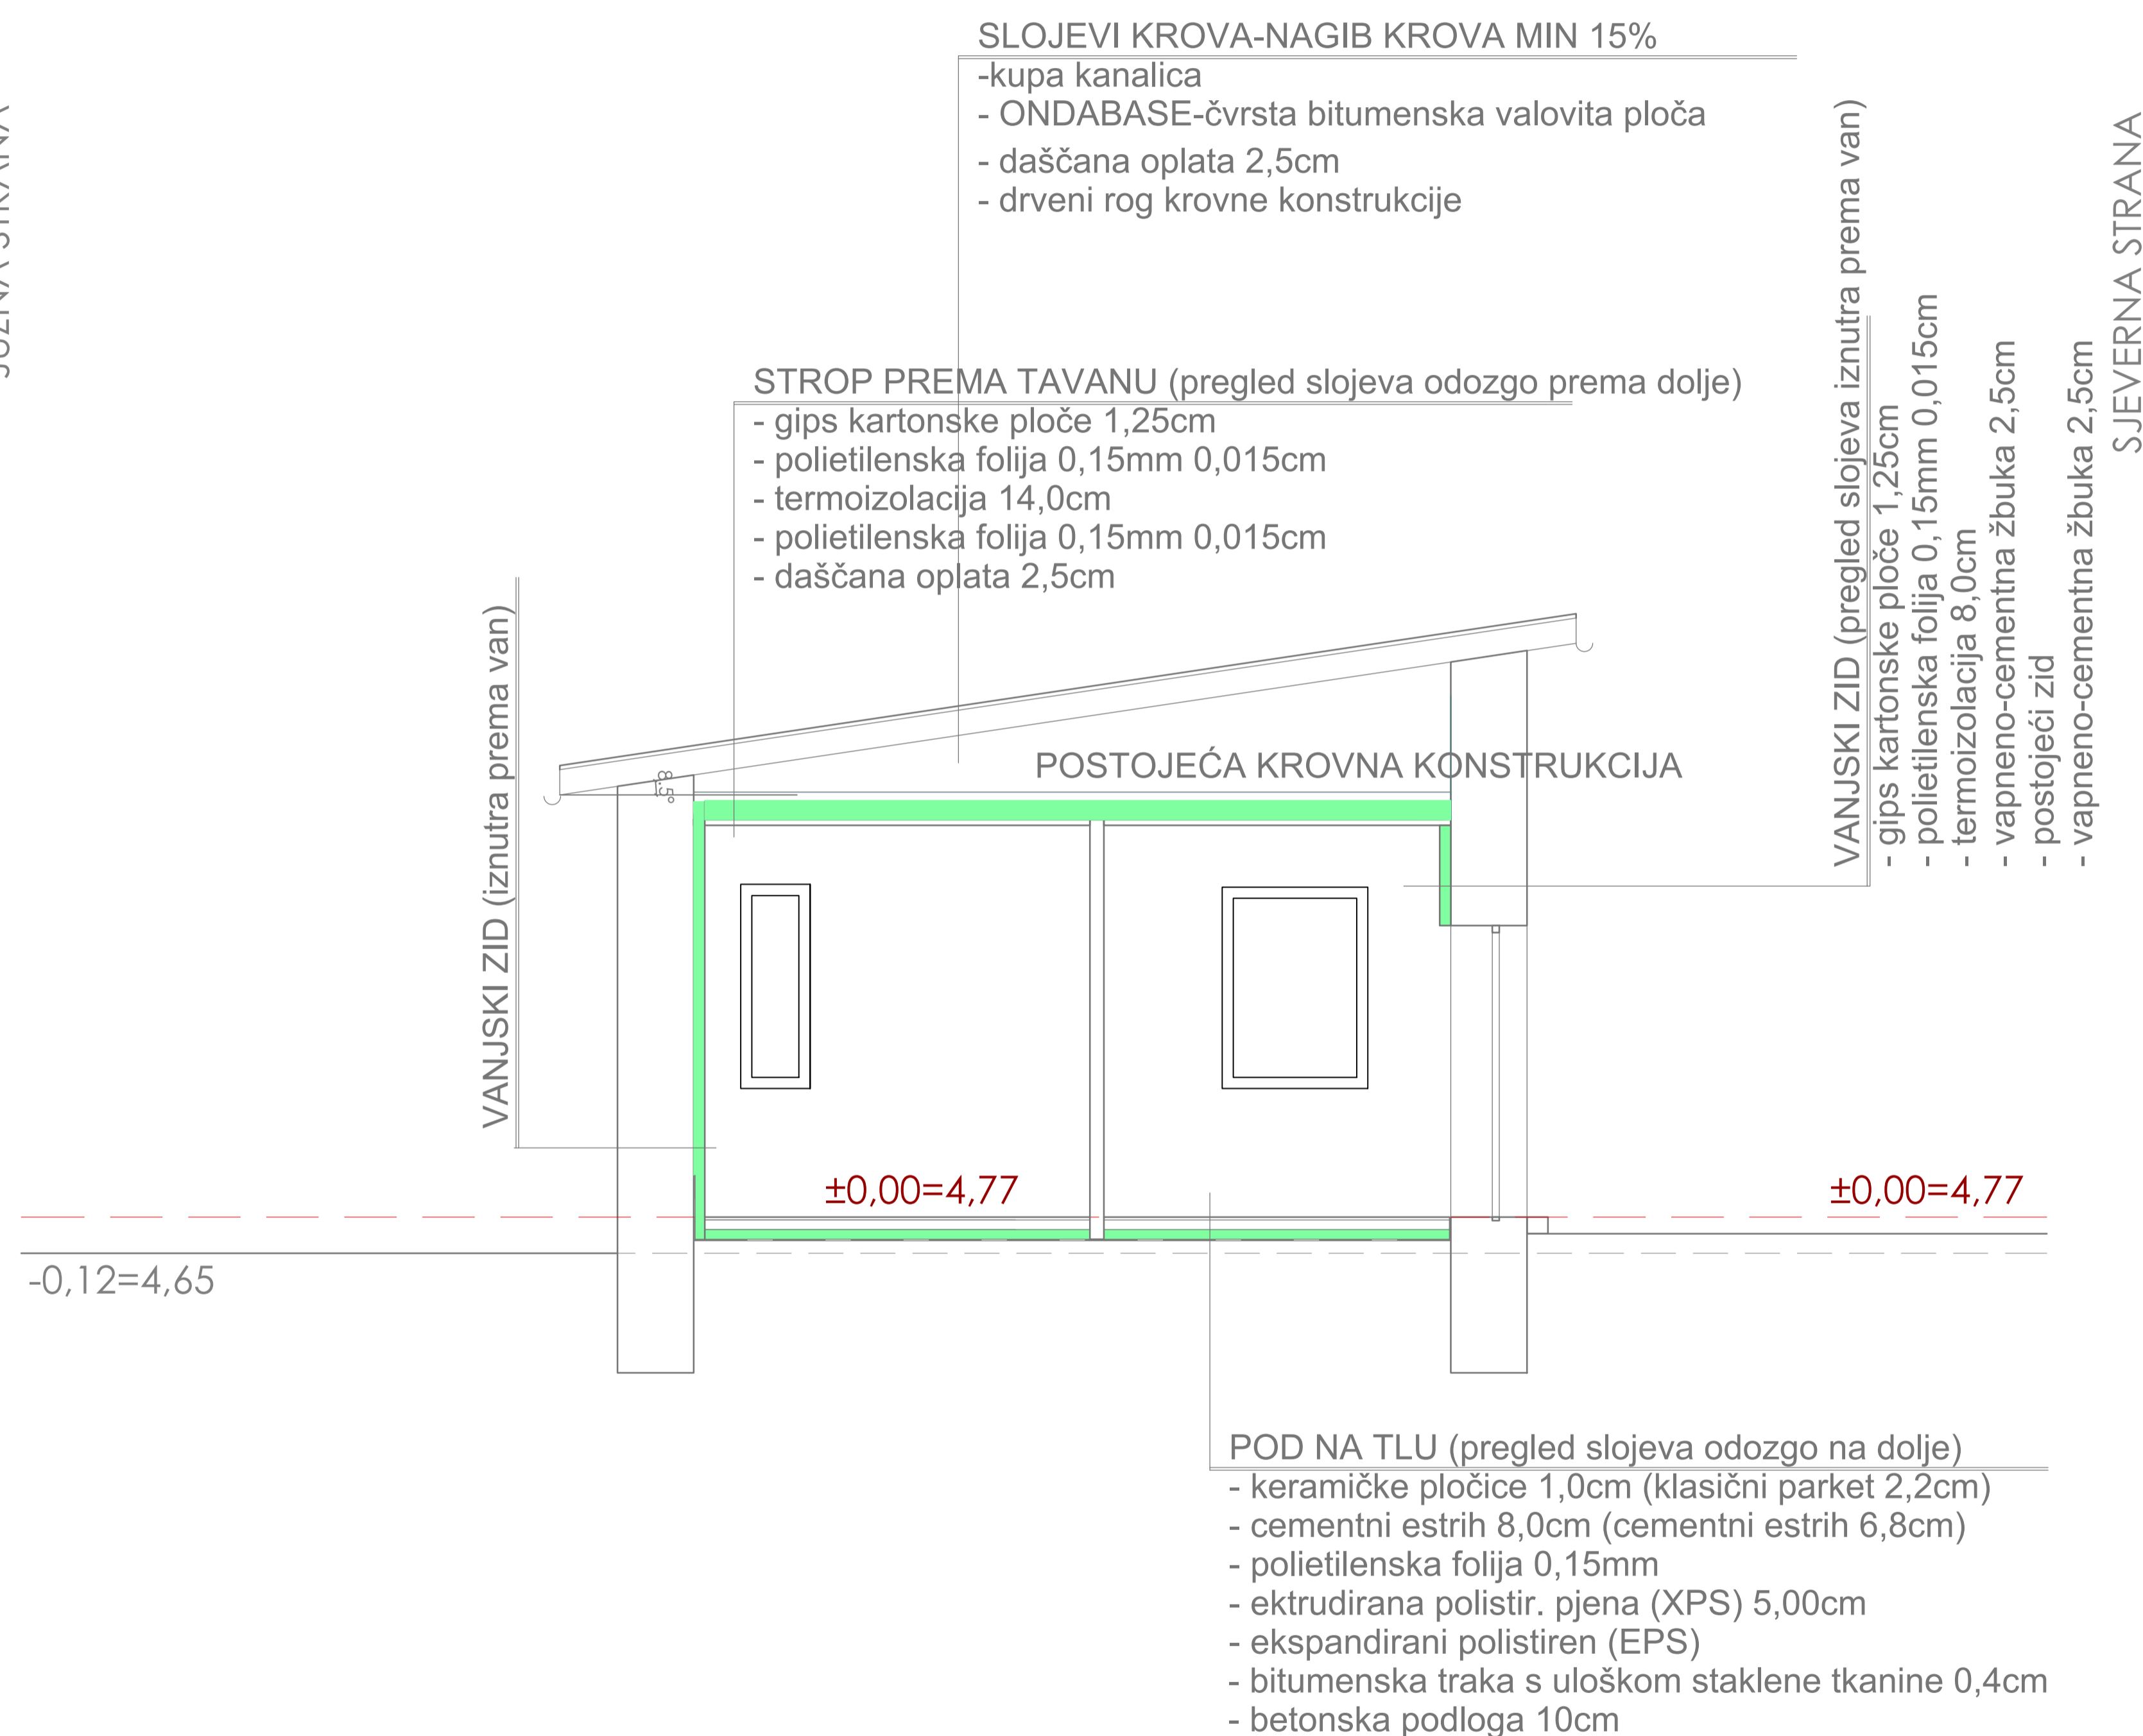 SLOJEVI KROVA-NAGIB KROVA MIN 15%
-kupa kanalica
- ONDABASE-čvrsta bitumenska valovita ploča
- daščana oplata 2,5cm
- drveni rog krovne konstrukcije
STROP PREMA TAVANU (pregled slojeva odozgo prema dolje)
- gips kartonske ploče 1,25cm
- polietilenska folija 0,15mm 0,015cm
- termoizolacija 14,0cm
- polietilenska folija 0,15mm 0,015cm
- daščana oplata 2,5cm
VANJSKI ZID (iznutra prema van)
VANJSKI ZID (pregled slojeva iznutra prema van)
- gips kartonske ploče 1,25cm
- polietilenska folija 0,15mm 0,015cm
- termoizolacija 8,0cm
- vapneno-cementna žbuka 2,5cm
- postojeći zid
- vapneno-cementna žbuka 2,5cm
SJEVERNA STRANA
POSTOJEĆA KROVNA KONSTRUKCIJA
8.5°
±0,00=4,77
±0,00=4,77
-0,12=4,65
POD NA TLU (pregled slojeva odozgo na dolje)
- keramičke pločice 1,0cm (klasični parket 2,2cm)
- cementni estrih 8,0cm (cementni estrih 6,8cm)
- polietilenska folija 0,15mm
- ektrudirana polistir. pjena (XPS) 5,00cm
- ekspandirani polistiren (EPS)
- bitumenska traka s uloškom staklene tkanine 0,4cm
- betonska podloga 10cm